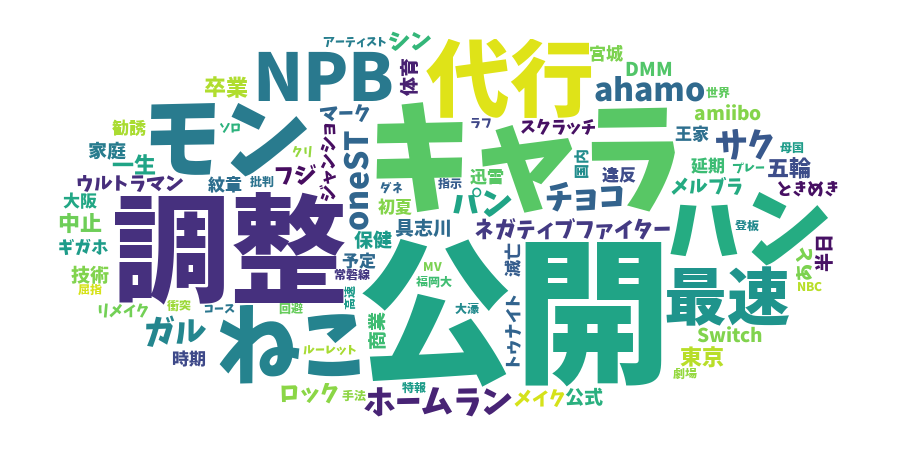 アーティスト
シン
NPB
体育
代行
宮城
DMM
卒業
ahamo
世界
モン
マーク
キャラ
amiibo
勧誘
ソロ
ラフ
スクラッチ
王家
サク
母国
家庭
一生
クリ
ジャンショ
oneST
国内
違反
延期
プレー
五輪
ウルトラマン
紋章
批判
フジ
ダネ
指示
迅雷
チョコ
メルブラ
ときめき
大阪
調整
初夏
パン
。
ハン
中止
具志川
ネガティブファイター
登板
ギガホ
保健
公開
日米
予定
滅亡
技術
常磐線
MV
福岡大
最速
NBC
屈指
衝突
高速
リメイク
コース
回避
大濠
トゥナイト
ガル
ねこ
商業
Switch
時期
ルーレット
東京
劇場
ロック
手法
特報
ホームラン
メイク
公式